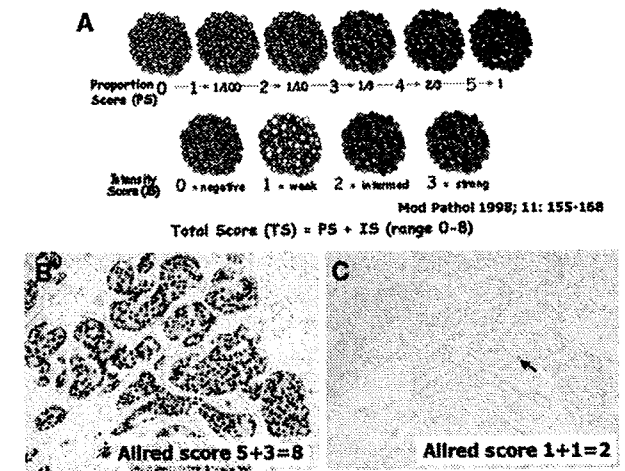 A
Proportion 0 1 1/100 2 1/10 3 1/3 4 2/3 5 1
Score (PS)
Intensity
Score (IS) 0 = negative 1 = weak 2 = intermed 3 = strong
Mod Pathol 1998; 11: 155-168
Total Score (TS) = PS + IS (range 0-8)
B C
Allred score 5+3=8 Allred score 1+1=2